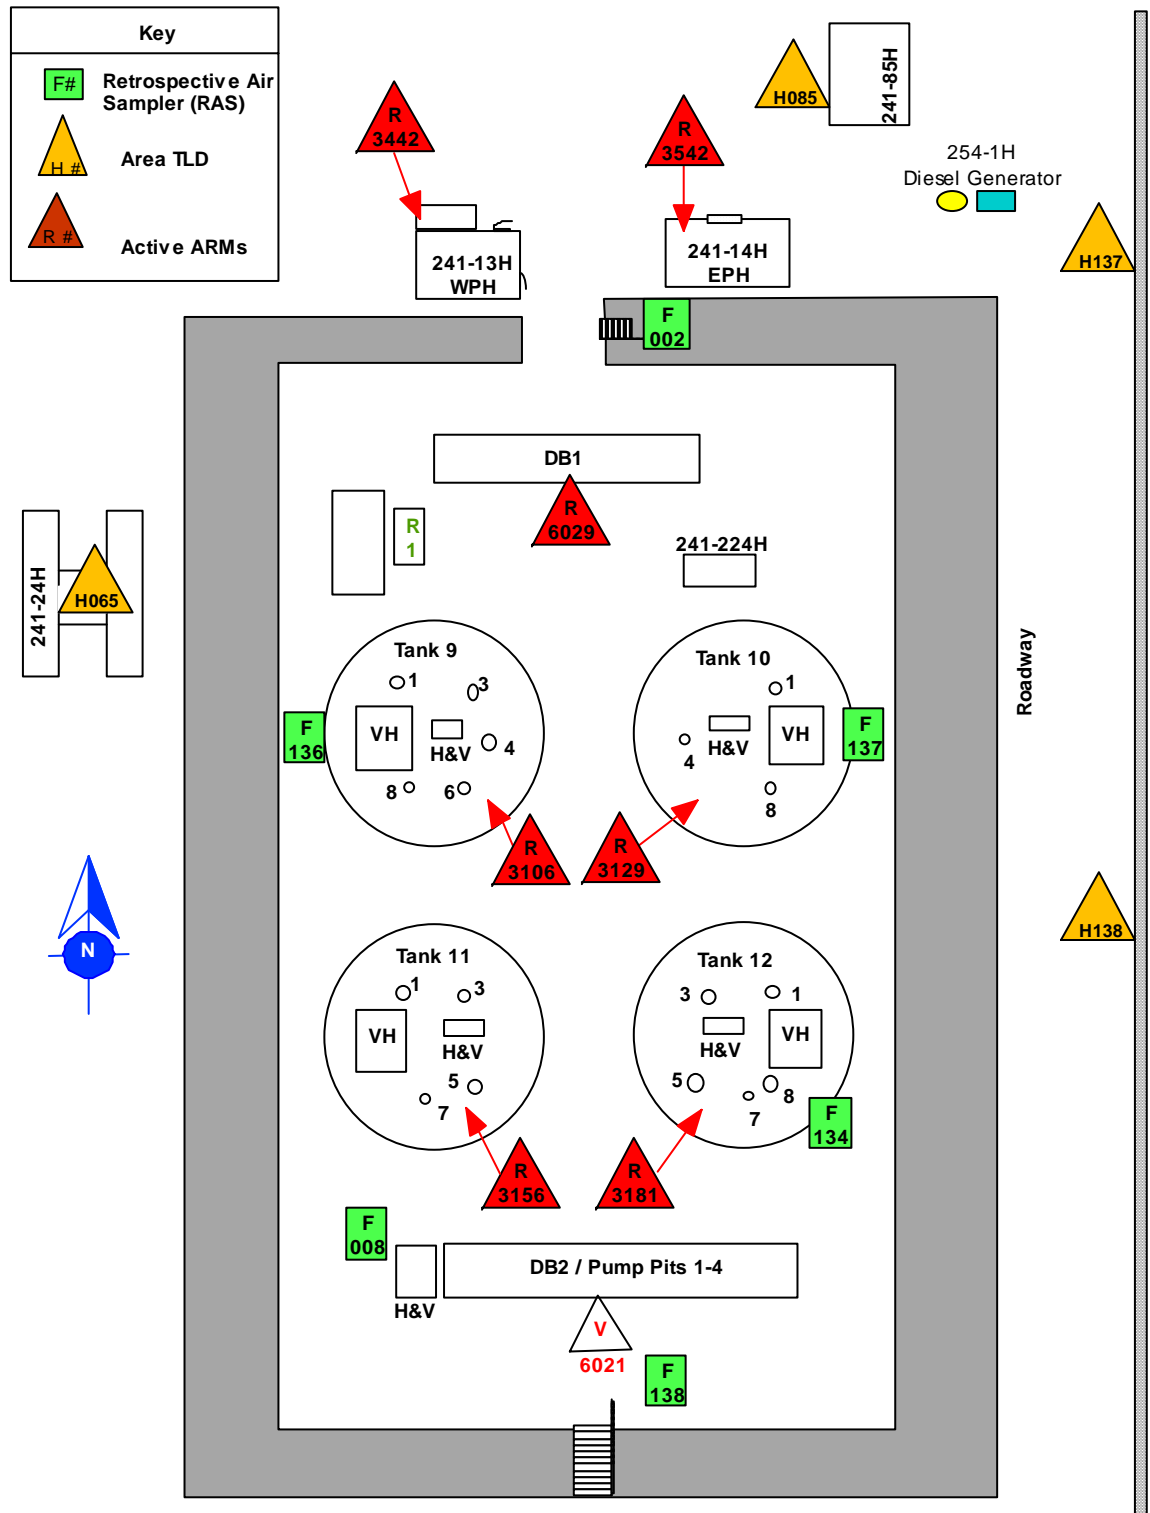 Key
F#
Retrospective Air
Sampler (RAS)
H #
Area TLD
R #
Active ARMs
R
3442
R
3542
H085
241-85H
254-1H
Diesel Generator
H137
241-13H
WPH
241-14H
EPH
F
002
DB1
R
6029
R
1
241-224H
241-24H
H065
Roadway
Tank 9
1
3
VH
H&V
4
8
6
F
136
Tank 10
1
H&V
VH
4
8
F
137
R
3106
R
3129
N
H138
Tank 11
1
3
VH
H&V
5
7
Tank 12
3
1
H&V
VH
5
7
8
F
134
R
3156
R
3181
F
008
H&V
DB2 / Pump Pits 1-4
V
6021
F
138